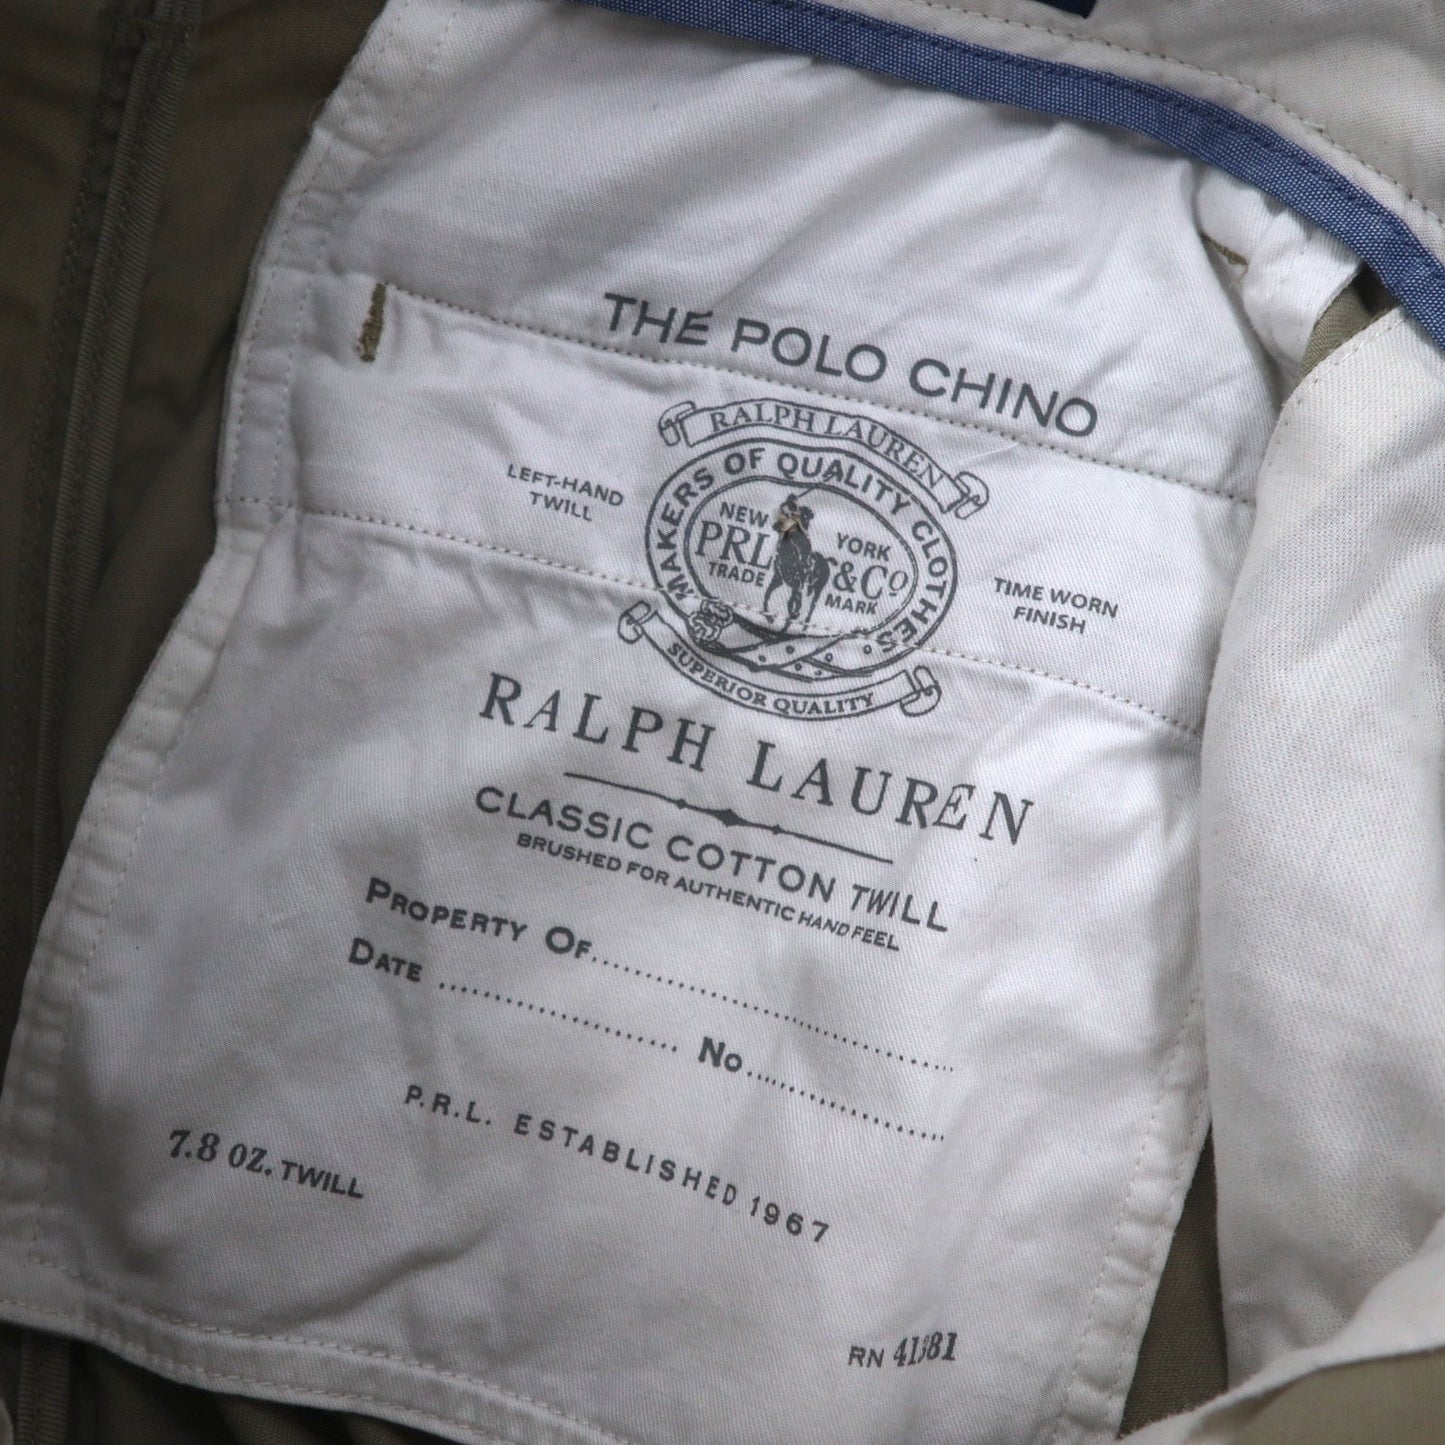 THE POLO CHINO
RALPH LAUREN
MAKERS OF QUALITY CLOTHES
LEFT-HAND
TWILL
NEW YORK
PRL &Cº
TRADE MARK
TIME WORN
FINISH
SUPERIOR QUALITY
RALPH LAUREN
CLASSIC COTTON TWILL
BRUSHED FOR AUTHENTIC HAND FEEL
PROPERTY OF
DATE NO
P.R.L. ESTABLISHED 1967
7.8 OZ. TWILL
RN 41381